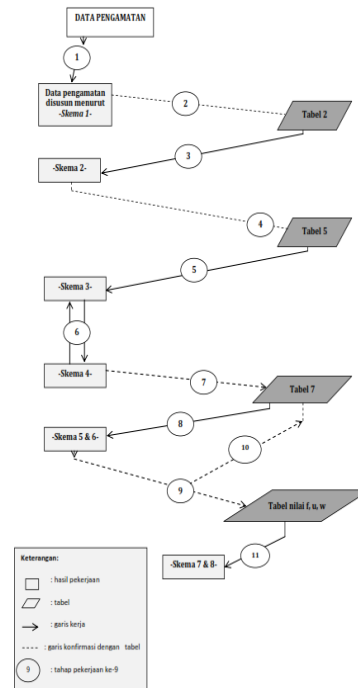 DATA PENGAMATAN
1
Data pengamatan
disusun menurut
-Skema 1-
2
Tabel 2
3
-Skema 2-
4
Tabel 5
5
-Skema 3-
6
-Skema 4-
7
Tabel 7
8
-Skema 5 & 6-
10
9
Tabel nilai f, u, w
11
-Skema 7 & 8-
Keterangan:
: hasil pekerjaan
: tabel
: garis kerja
: garis konfirmasi dengan tabel
9 : tahap pekerjaan ke-9